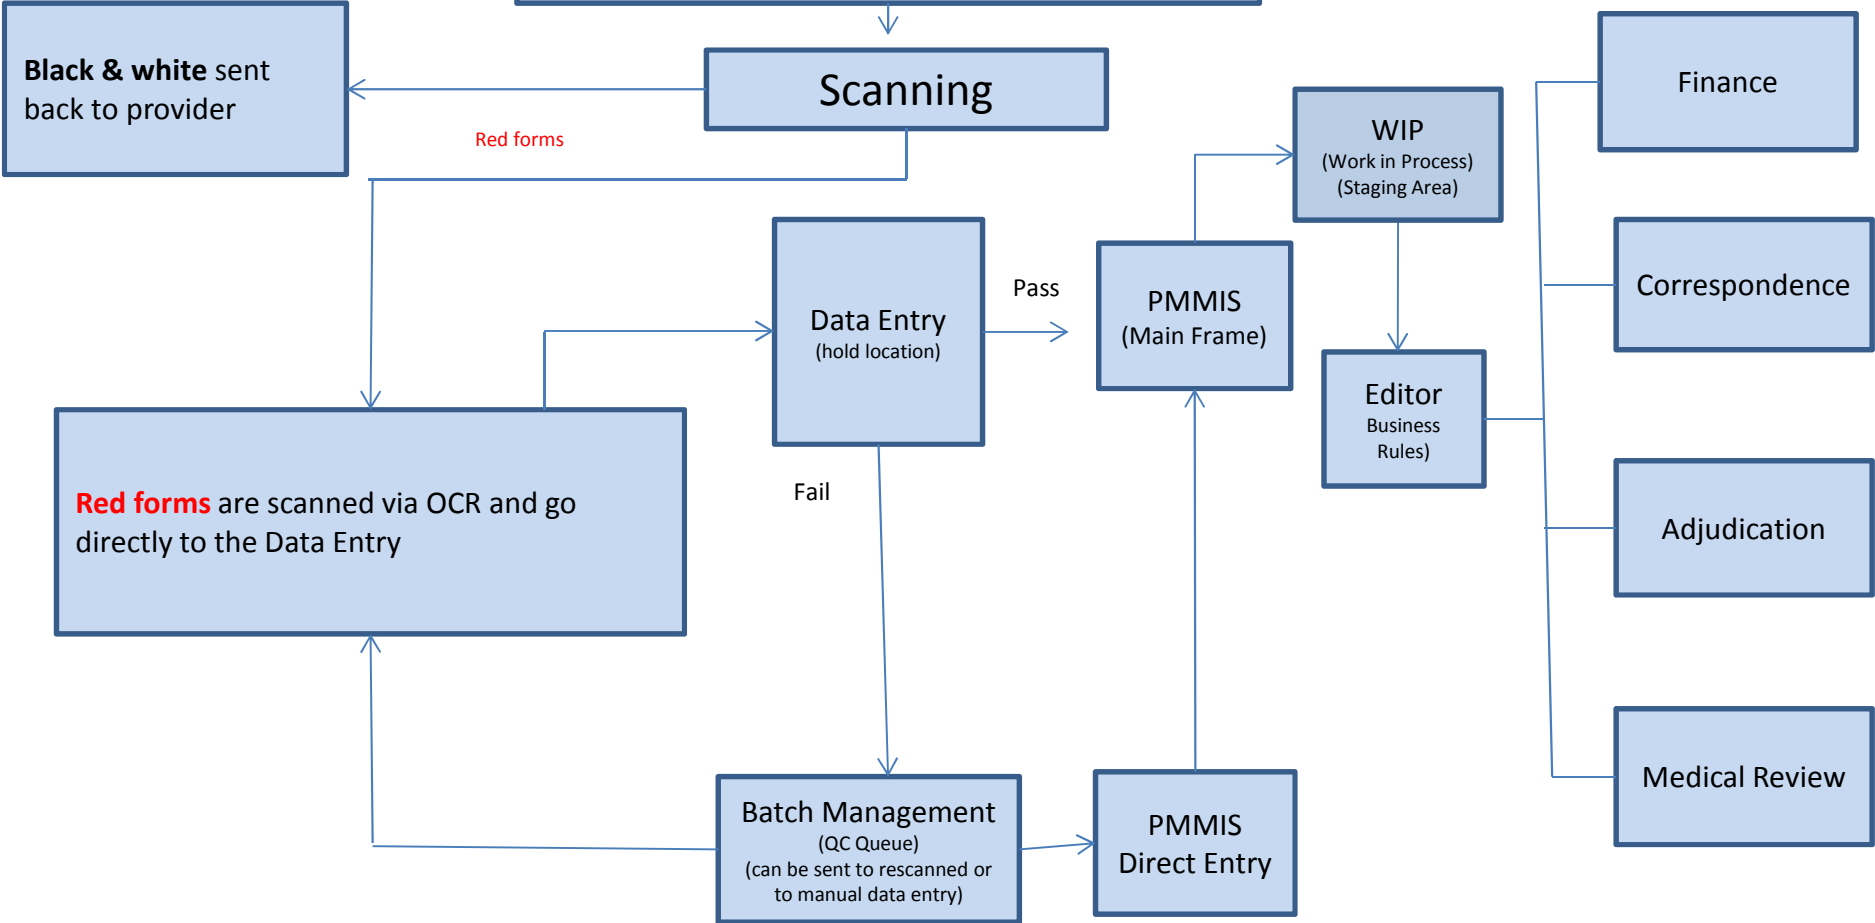 Black & white sent
back to provider
Scanning
Red forms
Finance
WIP
(Work in Process)
(Staging Area)
Data Entry
(hold location)
Pass
PMMIS
(Main Frame)
Correspondence
Editor
Business
Rules)
Fail
Red forms are scanned via OCR and go
directly to the Data Entry
Adjudication
Batch Management
(QC Queue)
(can be sent to rescanned or
to manual data entry)
PMMIS
Direct Entry
Medical Review